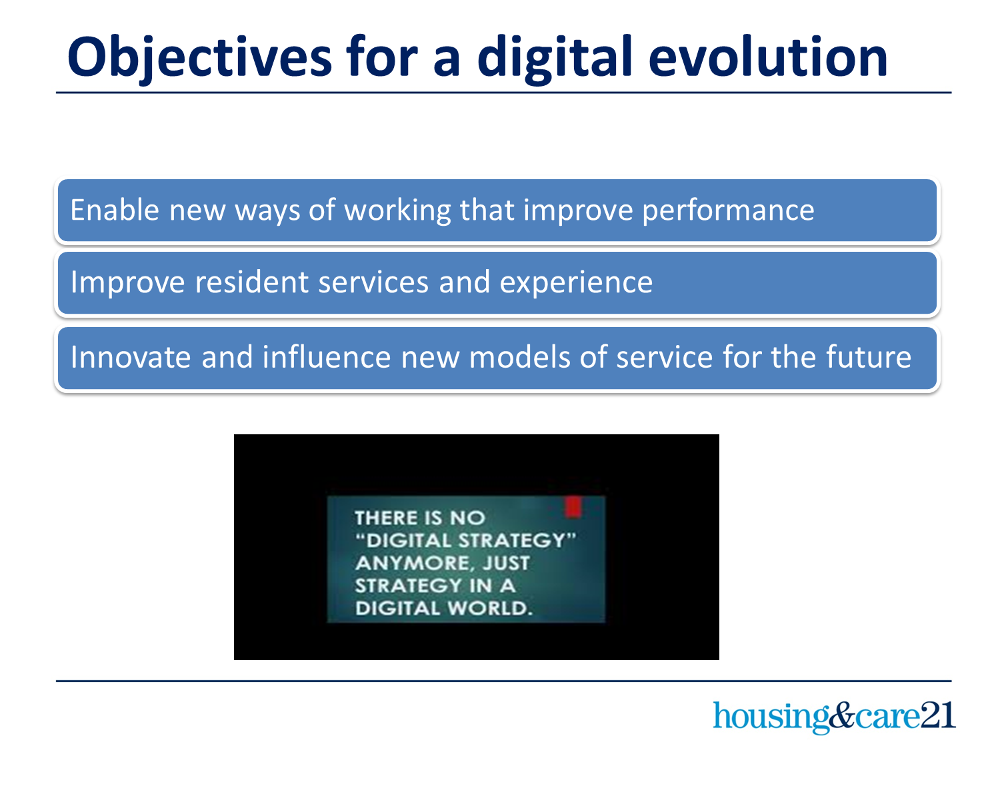 Objectives for a digital evolution
Enable new ways of working that improve performance
Improve resident services and experience
Innovate and influence new models of service for the future
THERE IS NO
“DIGITAL STRATEGY”
ANYMORE, JUST
STRATEGY IN A
DIGITAL WORLD.
housing&care21